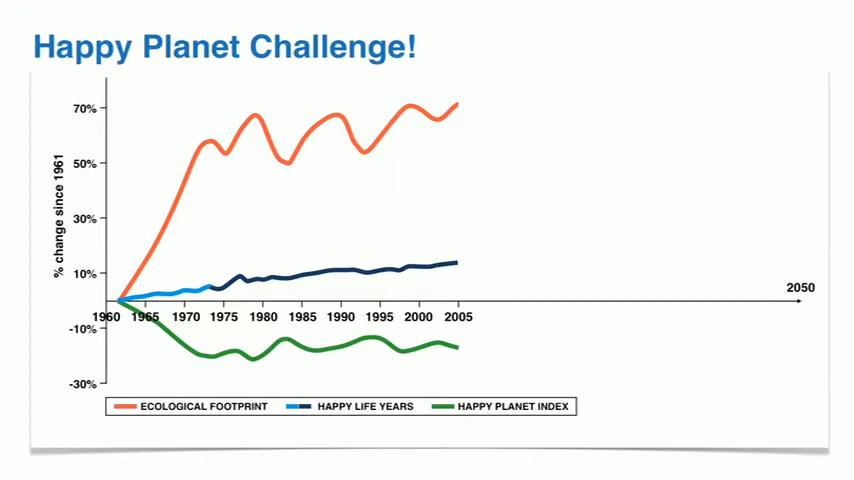 Happy Planet Challenge!
% change since 1961
70%
50%
30%
10%
-10%
-30%
1960 1965 1970 1975 1980 1985 1990 1995 2000 2005
2050
ECOLOGICAL FOOTPRINT HAPPY LIFE YEARS HAPPY PLANET INDEX